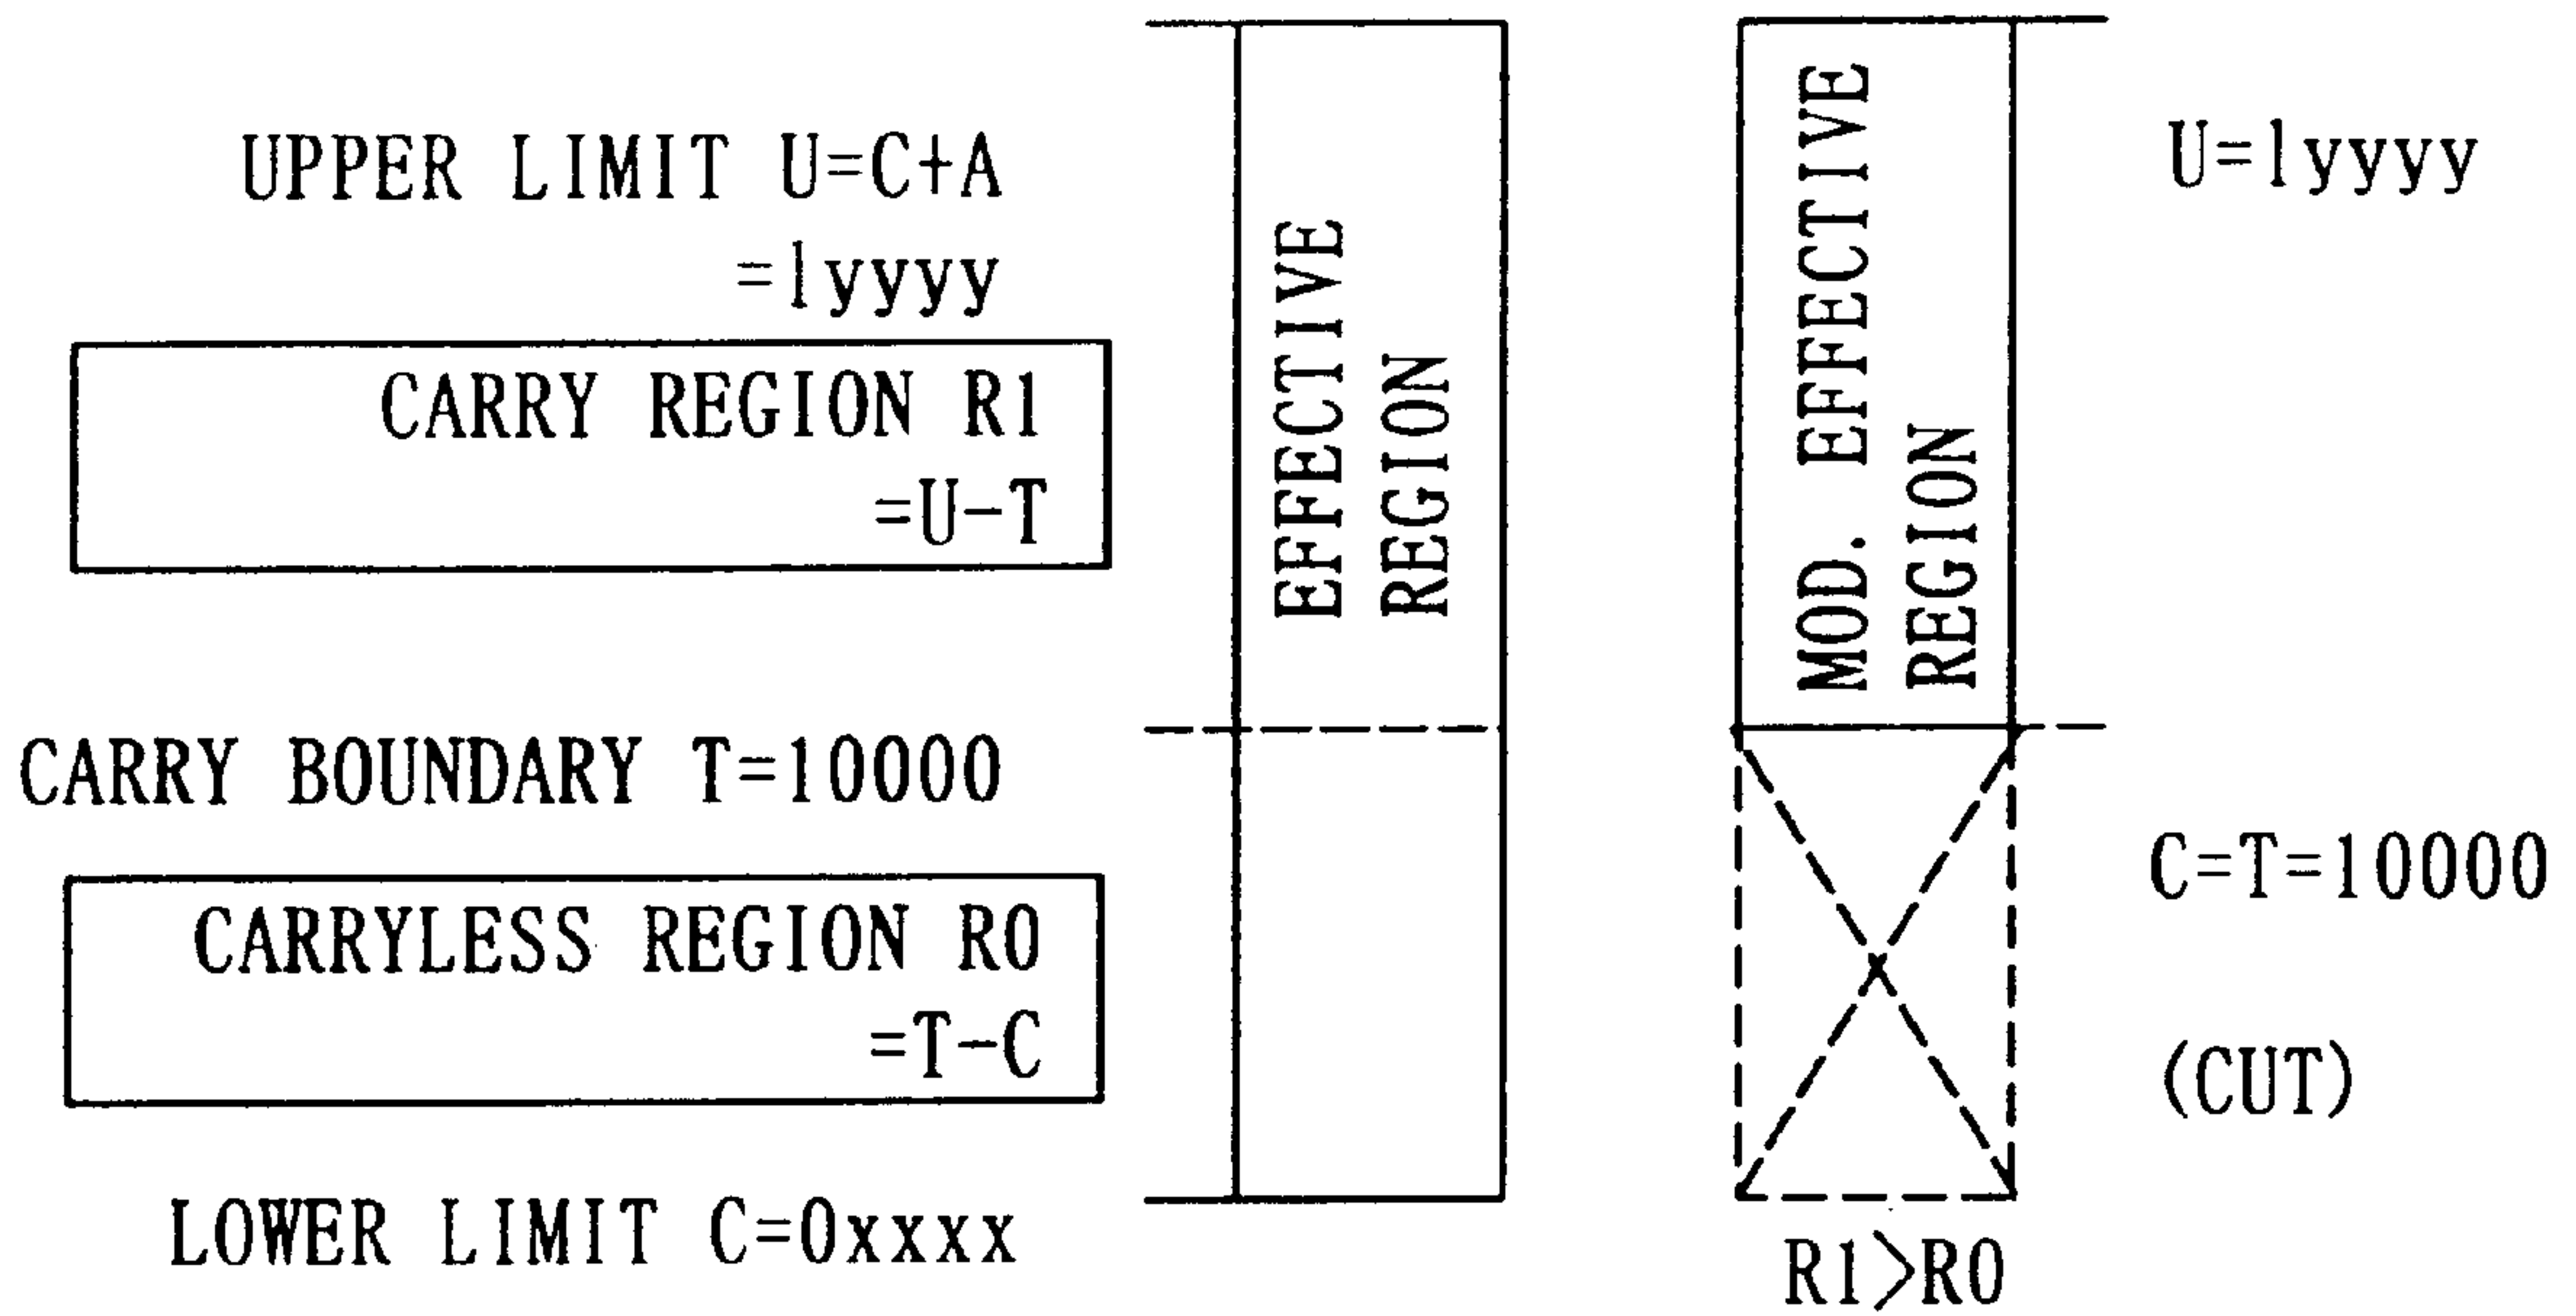 UPPER LIMIT U=C+A
=1yyyy
CARRY REGION R1
=U-T
CARRY BOUNDARY T=10000
CARRYLESS REGION R0
=T-C
LOWER LIMIT C=0xxxx
EFFECTIVE
REGION
MOD. EFFECTIVE
REGION
U=1yyyy
C=T=10000
(CUT)
R1>R0